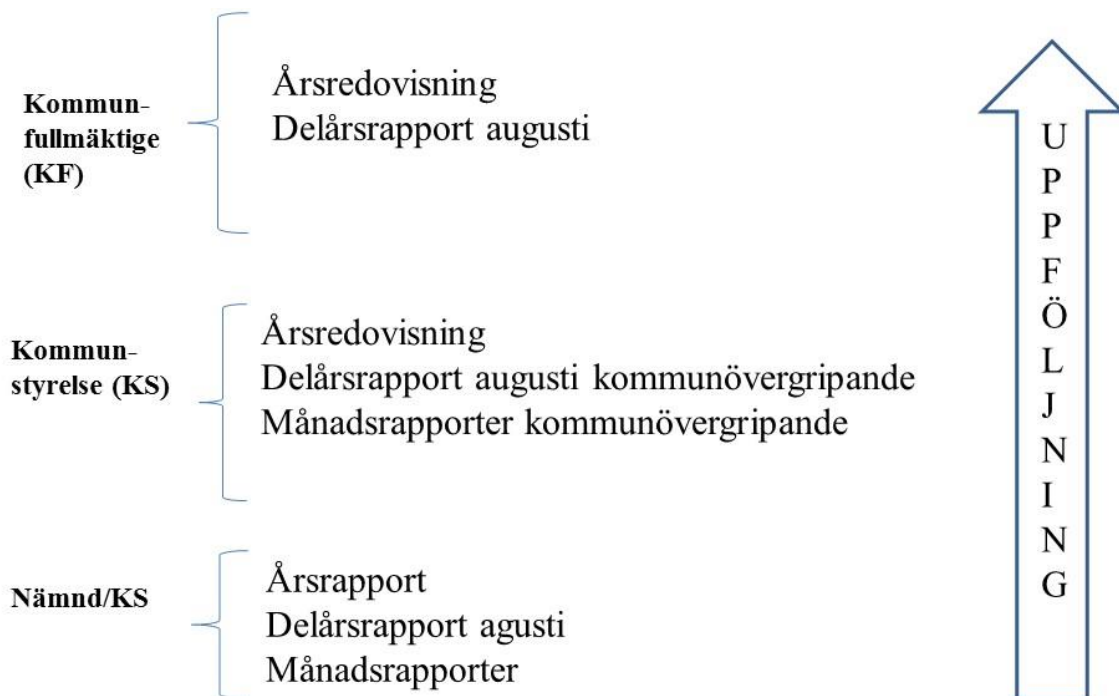 Kommun-
fullmäktige
(KF)
Årsredovisning
Delårsrapport augusti
Kommun-
styrelse (KS)
Årsredovisning
Delårsrapport augusti kommunövergripande
Månadsrapporter kommunövergripande
Nämnd/KS
Årsrapport
Delårsrapport agusti
Månadsrapporter
U
P
P
F
Ö
L
J
N
I
N
G